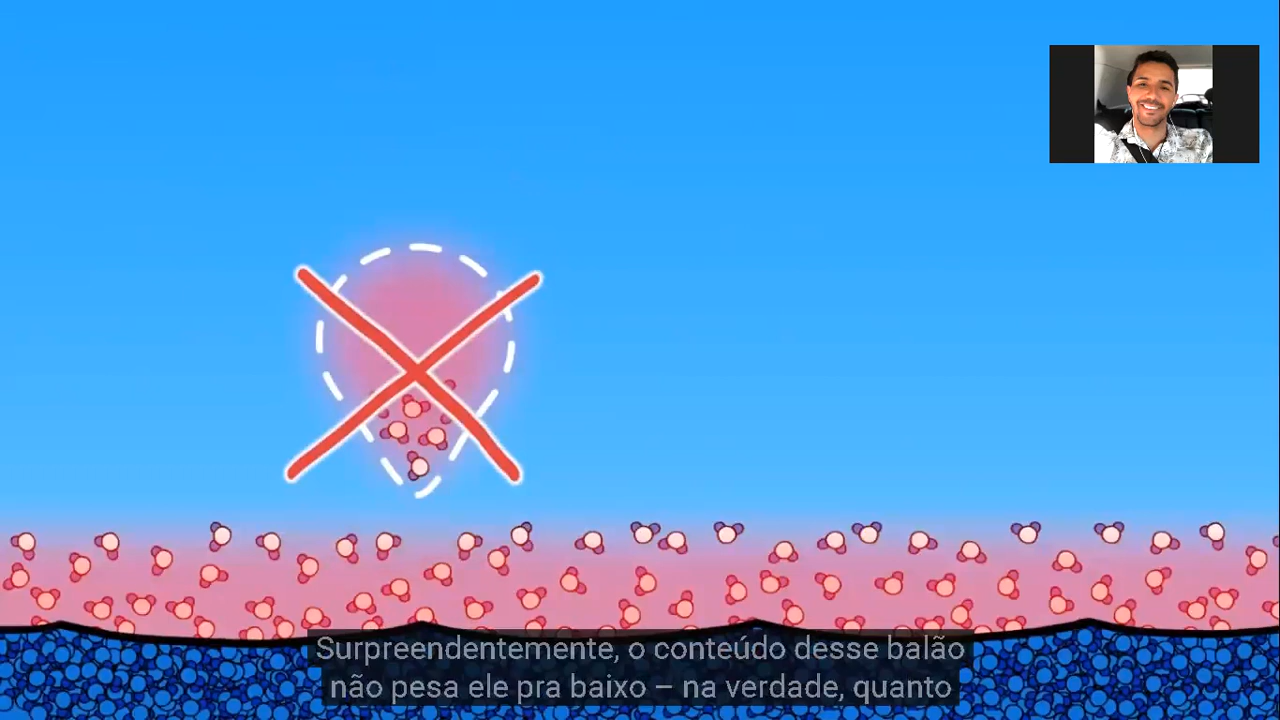 Surpreendentemente, o conteúdo desse balão
não pesa ele pra baixo – na verdade, quanto